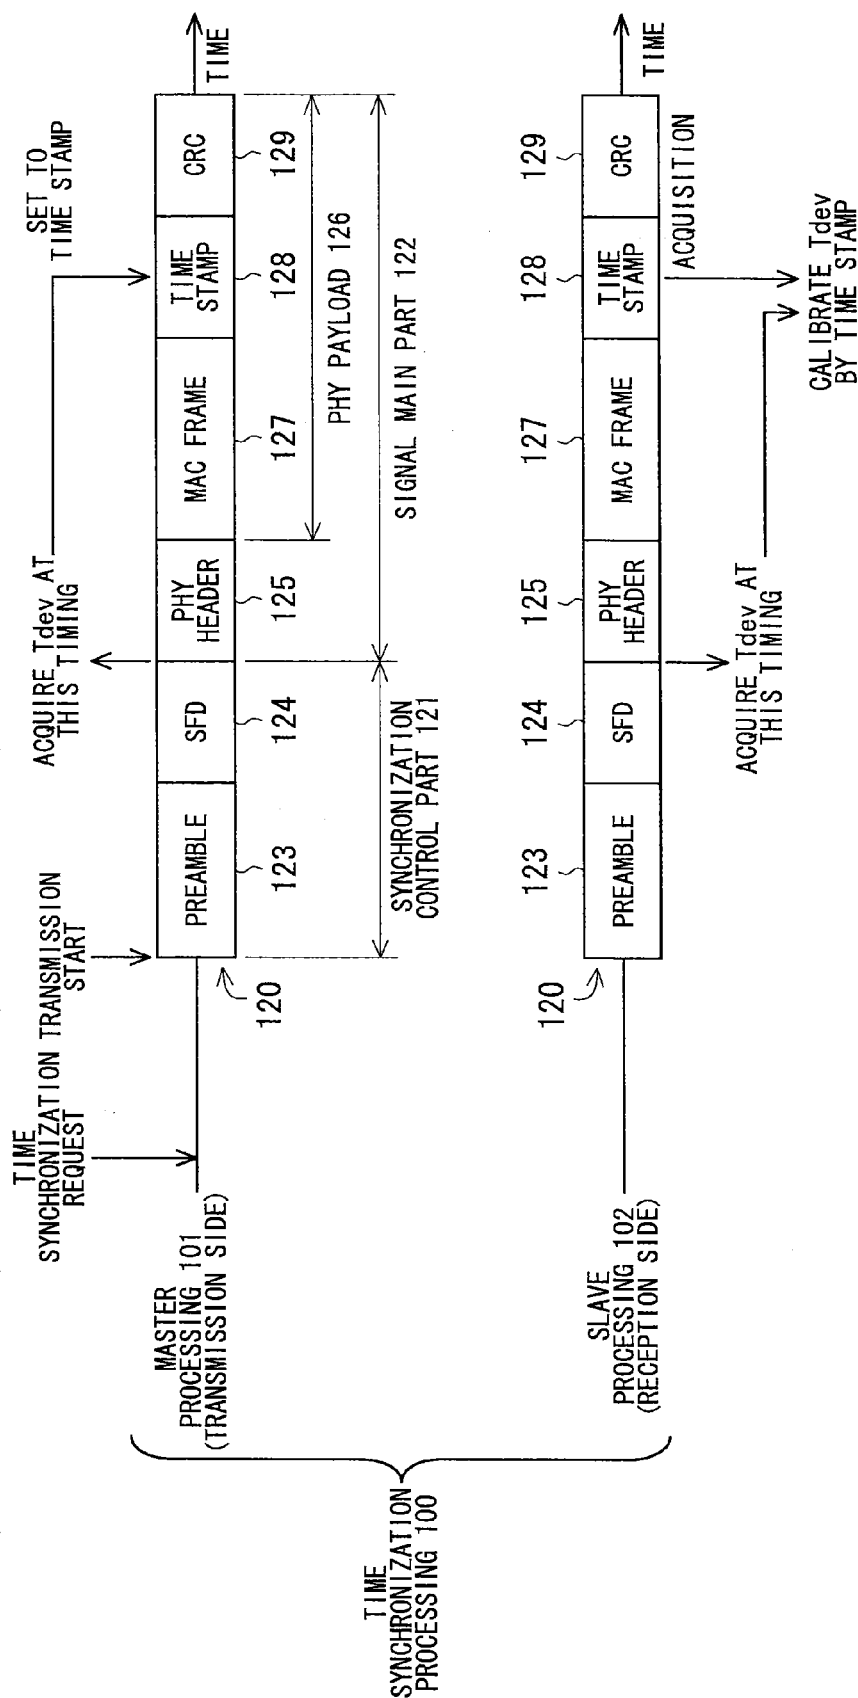 TIME
SYNCHRONIZATION
PROCESSING 100
MASTER
PROCESSING 101
(TRANSMISSION SIDE)
TIME
SYNCHRONIZATION
REQUEST
TRANSMISSION
START
ACQUIRE Tdev AT
THIS TIMING
SET TO
TIME STAMP
PREAMBLE
SFD
PHY
HEADER
MAC FRAME
TIME
STAMP
CRC
TIME
120
123
124
125
127
128
129
SYNCHRONIZATION
CONTROL PART 121
PHY PAYLOAD 126
SIGNAL MAIN PART 122
SLAVE
PROCESSING 102
(RECEPTION SIDE)
120
123
124
125
127
128
129
PREAMBLE
SFD
PHY
HEADER
MAC FRAME
TIME
STAMP
CRC
TIME
ACQUISITION
ACQUIRE Tdev AT
THIS TIMING
CALIBRATE Tdev
BY TIME STAMP